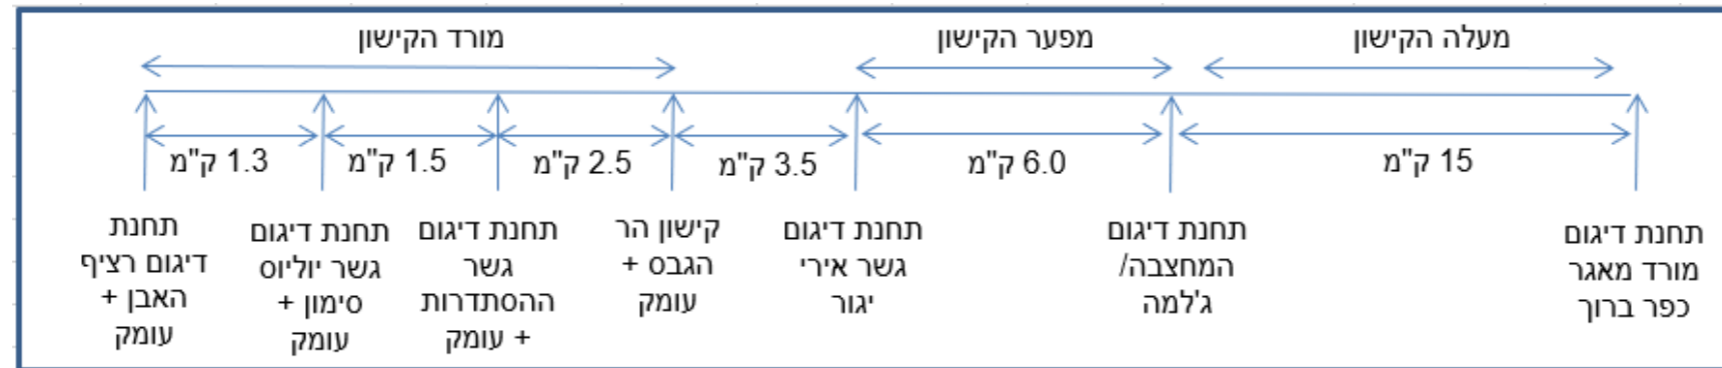 מעלה הקישון
מפער הקישון
מורד הקישון
15 ק"מ
6.0 ק"מ
3.5 ק"מ
2.5 ק"מ
1.5 ק"מ
1.3 ק"מ
תחנת דיגום
מורד מאגר
כפר ברוך
תחנת דיגום
המחצבה/
ג'למה
תחנת דיגום
גשר אירי
יגור
קישון הר
הגבס +
עומק
תחנת דיגום
גשר
ההסתדרות
+ עומק
תחנת דיגום
גשר יוליוס
סימון +
עומק
תחנת
דיגום רציף
האבן +
עומק